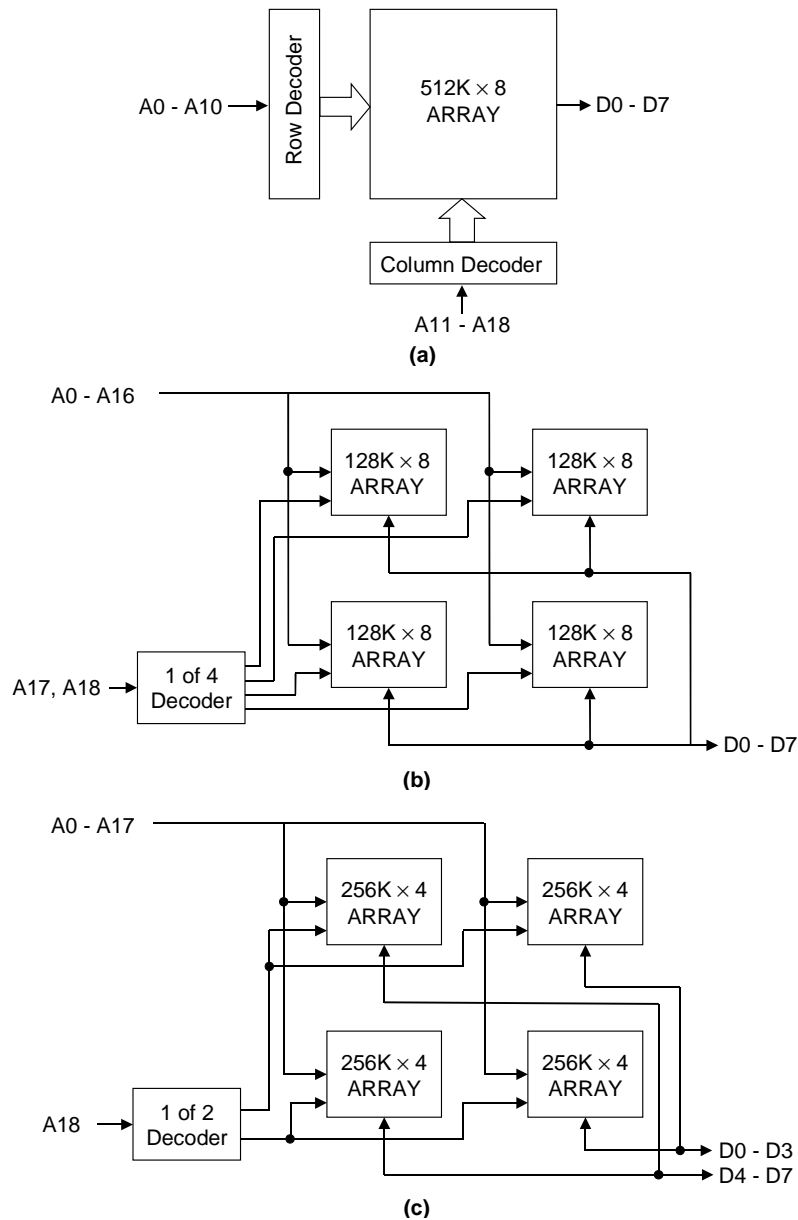 A0 - A10
Row Decoder
512K × 8
ARRAY
D0 - D7
Column Decoder
A11 - A18
(a)
A0 - A16
128K × 8
ARRAY
128K × 8
ARRAY
128K × 8
ARRAY
128K × 8
ARRAY
A17, A18
1 of 4
Decoder
D0 - D7
(b)
A0 - A17
256K × 4
ARRAY
256K × 4
ARRAY
256K × 4
ARRAY
256K × 4
ARRAY
A18
1 of 2
Decoder
D0 - D3
D4 - D7
(c)